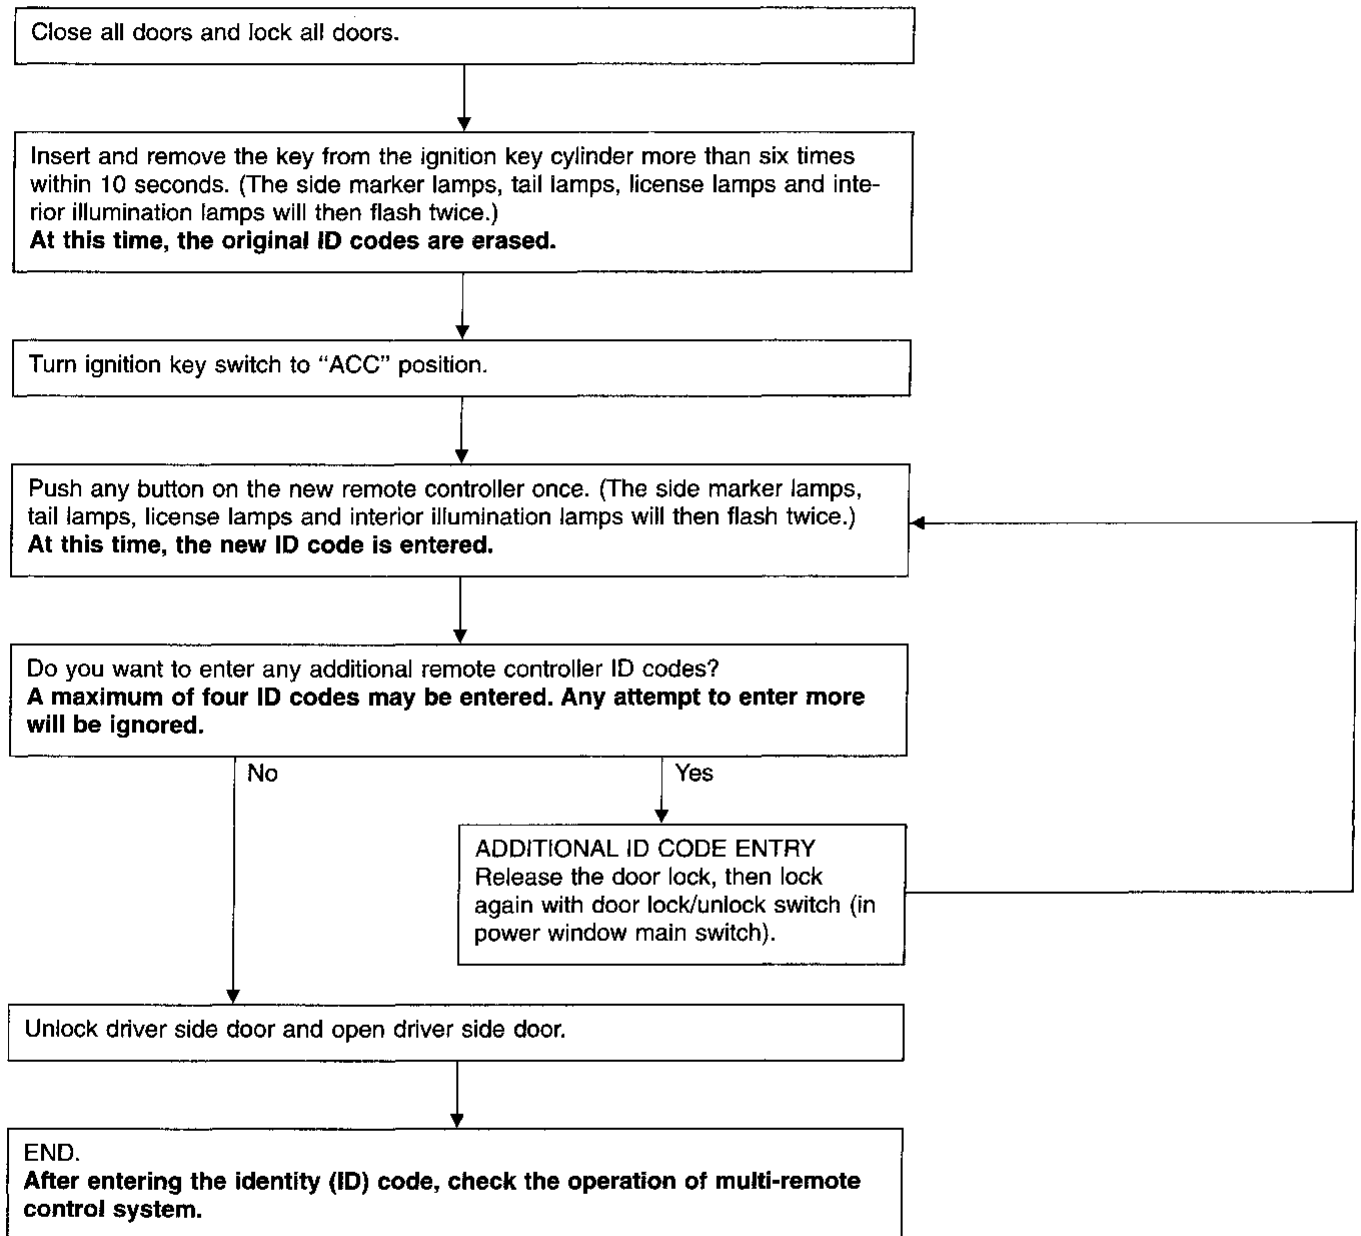 Close all doors and lock all doors.
Insert and remove the key from the ignition key cylinder more than six times
within 10 seconds. (The side marker lamps, tail lamps, license lamps and inte-
rior illumination lamps will then flash twice.)
At this time, the original ID codes are erased.
Turn ignition key switch to “ACC” position.
Push any button on the new remote controller once. (The side marker lamps,
tail lamps, license lamps and interior illumination lamps will then flash twice.)
At this time, the new ID code is entered.
Do you want to enter any additional remote controller ID codes?
A maximum of four ID codes may be entered. Any attempt to enter more
will be ignored.
No
Yes
ADDITIONAL ID CODE ENTRY
Release the door lock, then lock
again with door lock/unlock switch (in
power window main switch).
Unlock driver side door and open driver side door.
END.
After entering the identity (ID) code, check the operation of multi-remote
control system.